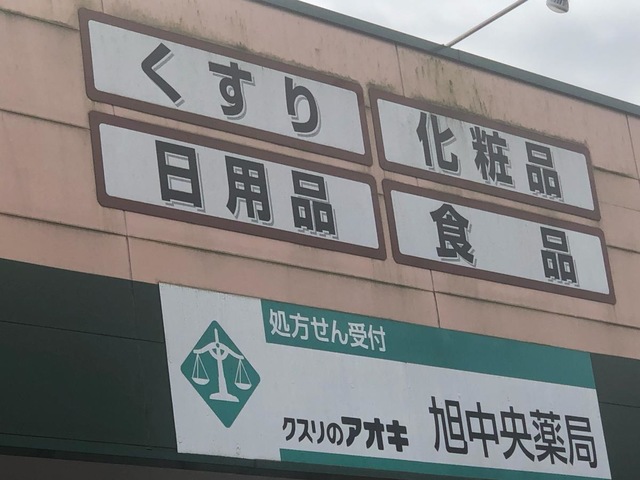 くすり
化粧品
日用品
食品
処方せん受付
クスリのアオキ 旭中央薬局